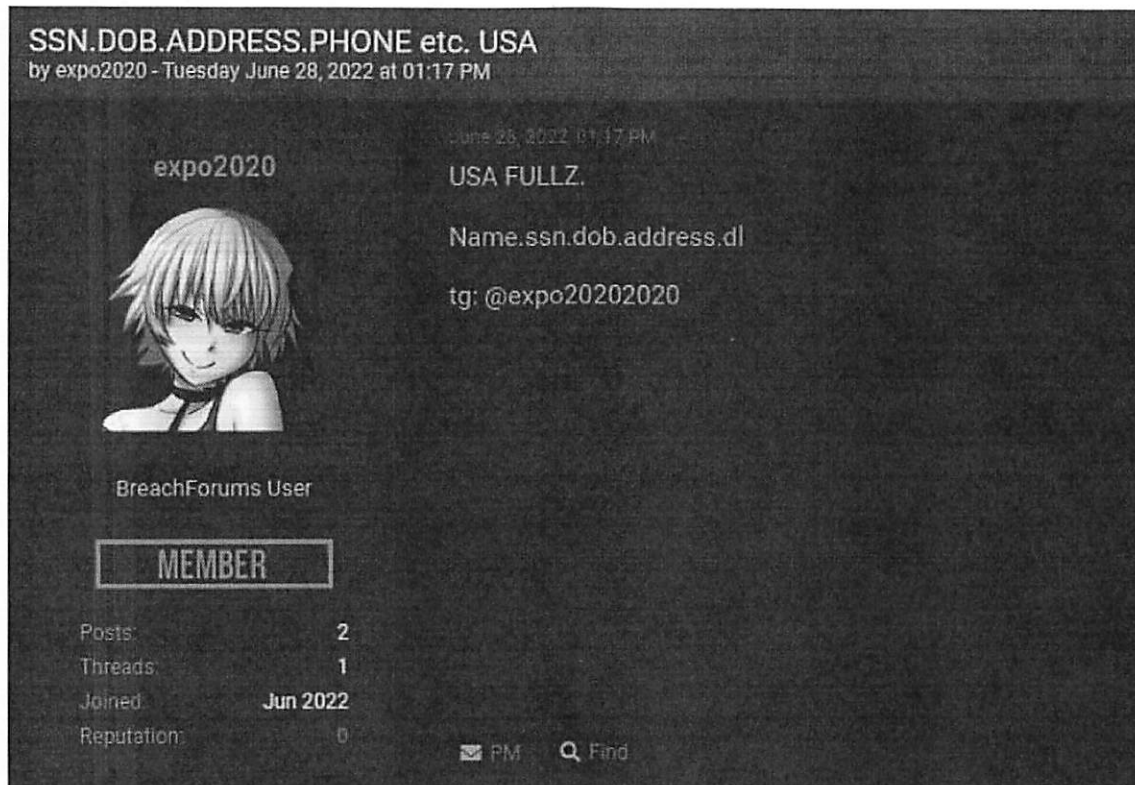 SSN.DOB.ADDRESS.PHONE etc. USA
by expo2020 - Tuesday June 28, 2022 at 01:17 PM
expo2020
BreachForums User
MEMBER
Posts: 2
Threads: 1
Joined: Jun 2022
Reputation: 0
June 28, 2022, 01:17 PM
USA FULLZ.
Name.ssn.dob.address.dl
tg: @expo20202020
PM Find